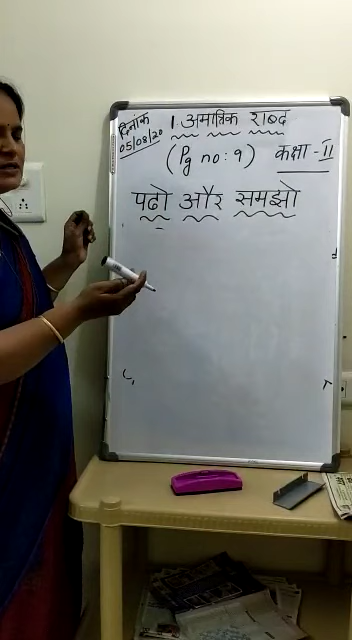 दिनांक
05/08/20
1. अमात्रिक शब्द
(Pg no: 9) कक्षा - II
पढो और समझो